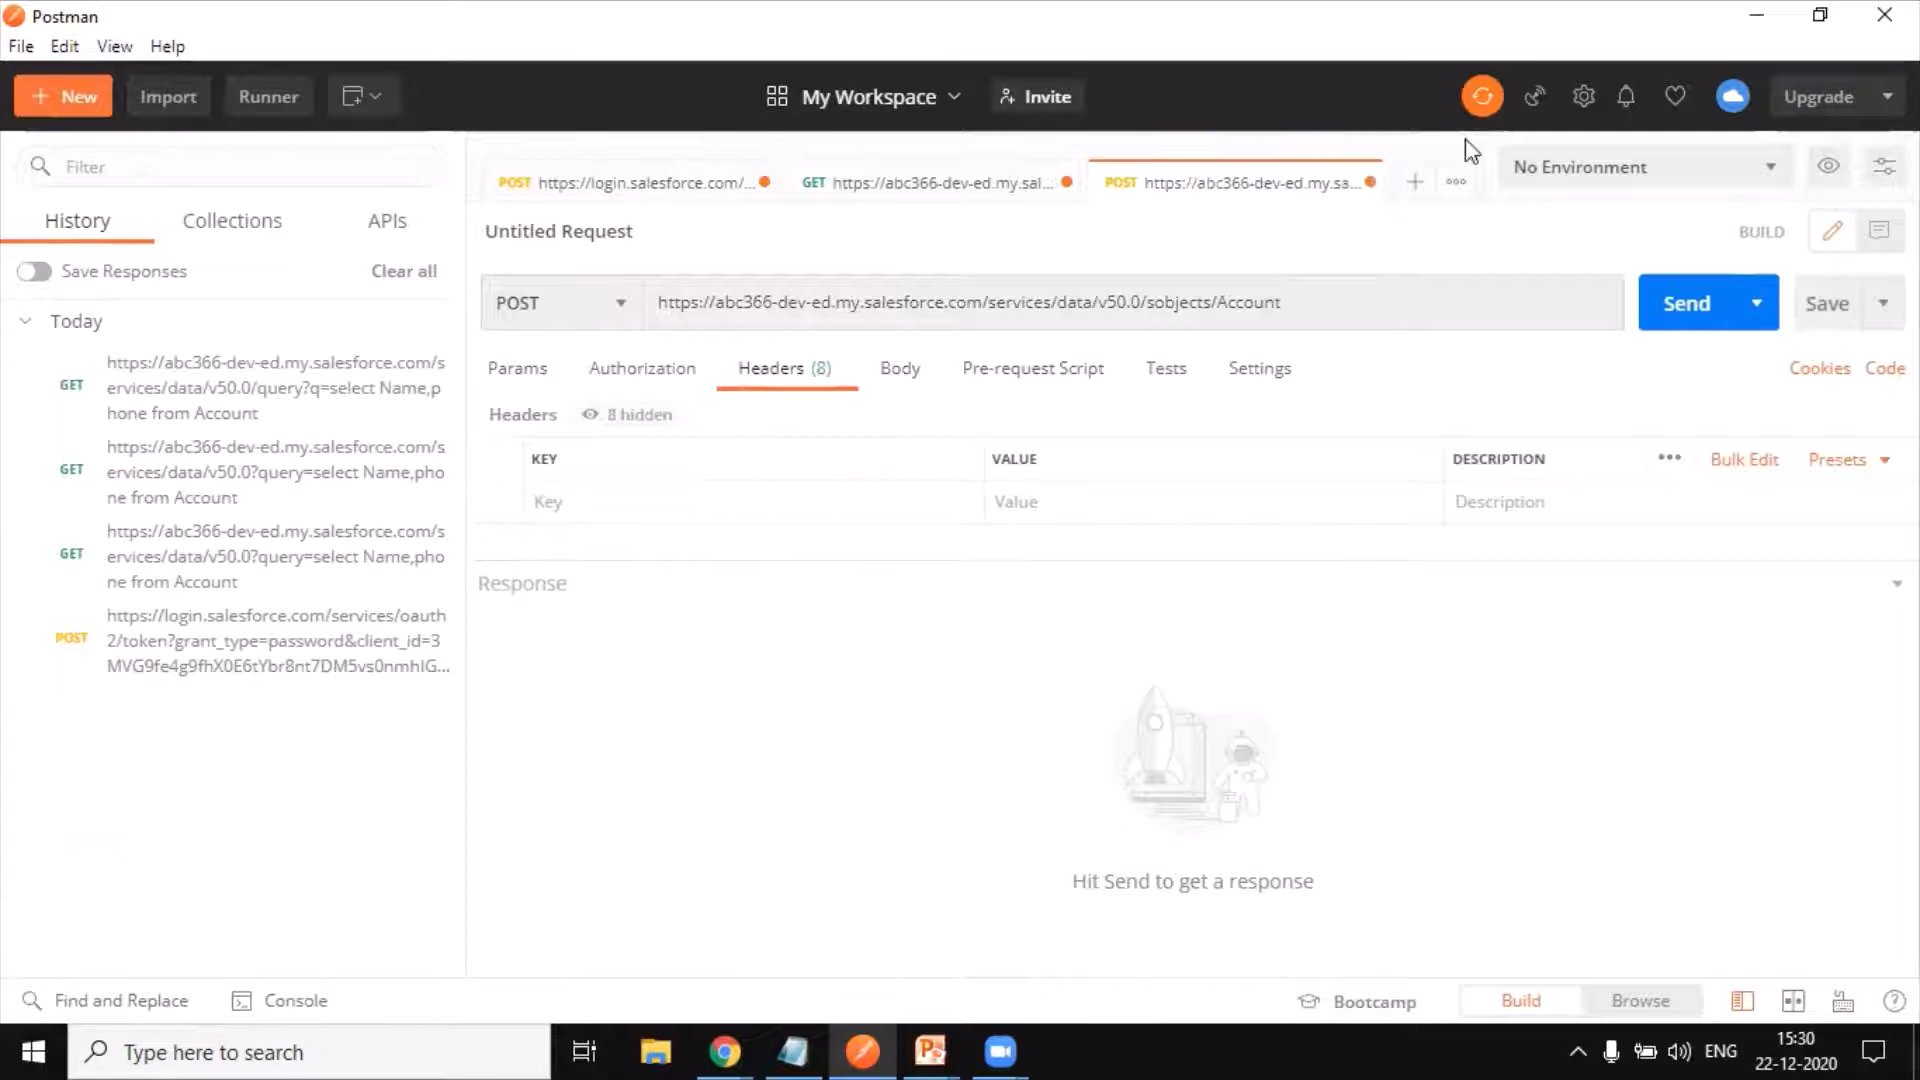 Postman
File Edit View Help
+ New Import Runner
My Workspace
Invite
Upgrade
Filter
History Collections APIs
Save Responses Clear all
Today
GET https://abc366-dev-ed.my.salesforce.com/s
ervices/data/v50.0/query?q=select Name,p
hone from Account
GET https://abc366-dev-ed.my.salesforce.com/s
ervices/data/v50.0?query=select Name,pho
ne from Account
GET https://abc366-dev-ed.my.salesforce.com/s
ervices/data/v50.0?query=select Name,pho
ne from Account
POST https://login.salesforce.com/services/oauth
2/token?grant_type=password&client_id=3
MVG9fe4g9fhX0E6tYbr8nt7DM5vs0nmhIG...
POST https://login.salesforce.com/... GET https://abc366-dev-ed.my.sal... POST https://abc366-dev-ed.my.sa...
No Environment
Untitled Request BUILD
POST https://abc366-dev-ed.my.salesforce.com/services/data/v50.0/sobjects/Account Send Save
Params Authorization Headers (8) Body Pre-request Script Tests Settings Cookies Code
Headers 8 hidden
KEY VALUE DESCRIPTION ••• Bulk Edit Presets
Key Value Description
Response
Hit Send to get a response
Find and Replace Console Bootcamp Build Browse
Type here to search
ENG
15:30
22-12-2020